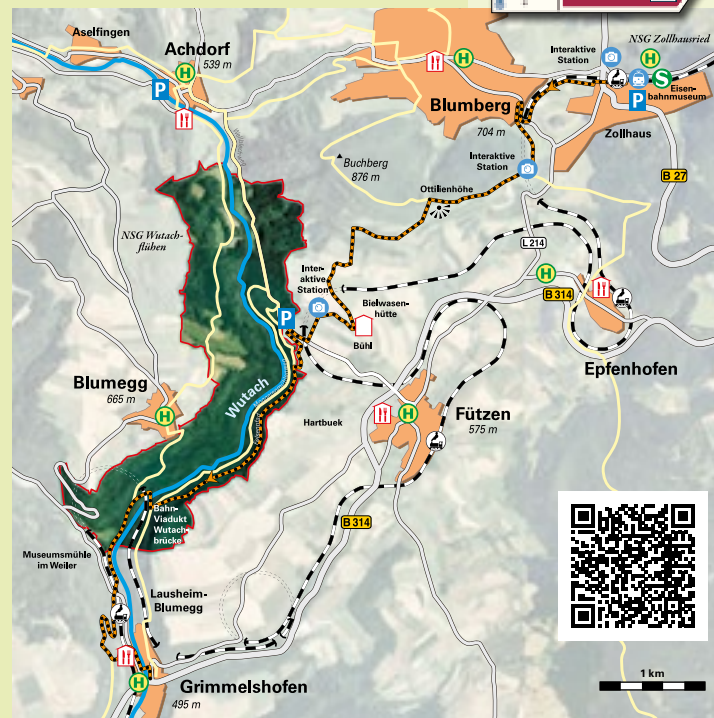 Aselfingen
Achdorf
539 m
H
P
NSG Zollhausried
Interaktive
Station
H
H
S
Eisen-
bahnmuseum
P
Blumberg
704 m
Zollhaus
Interaktive
Station
Buchberg
876 m
Ottilienhöhe
B 27
NSG Wutach-
flühen
L 214
Inter-
aktive
Station
Bielwasen-
hütte
Bühl
P
H
B 314
Epfenhofen
Blumegg
665 m
H
Wutach
Hartbuek
H
Fützen
575 m
Bahn-
Viadukt
Wutach-
brücke
B 314
Museumsmühle
im Weiler
Lausheim-
Blumegg
H
Grimmelshofen
495 m
1 km